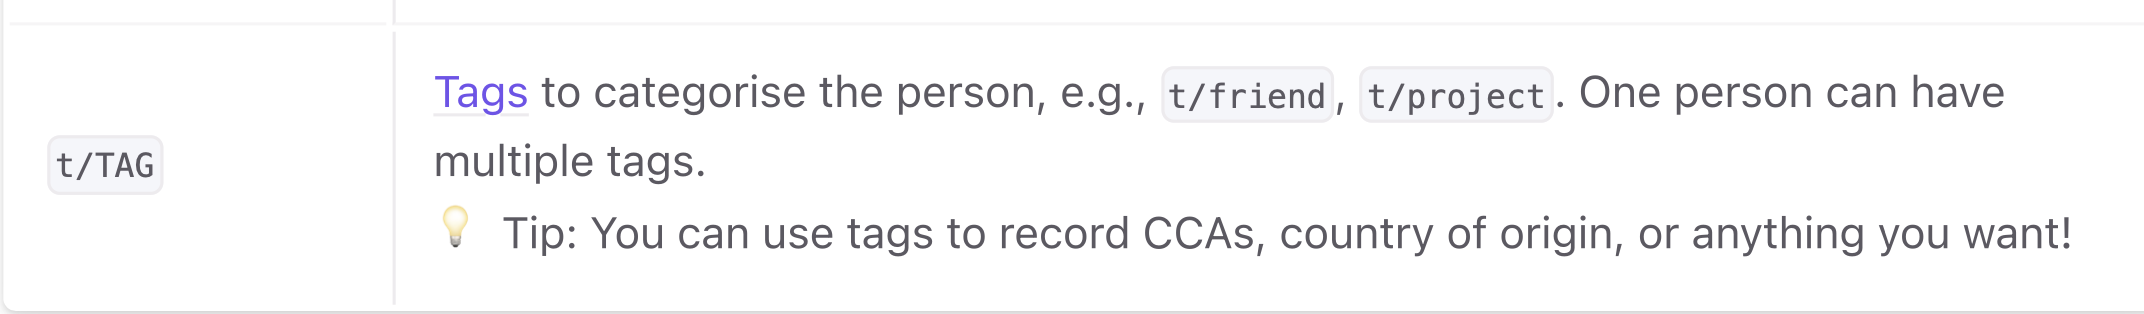 t/TAG
Tags to categorise the person, e.g., t/friend, t/project. One person can have
multiple tags.
💡 Tip: You can use tags to record CCAs, country of origin, or anything you want!